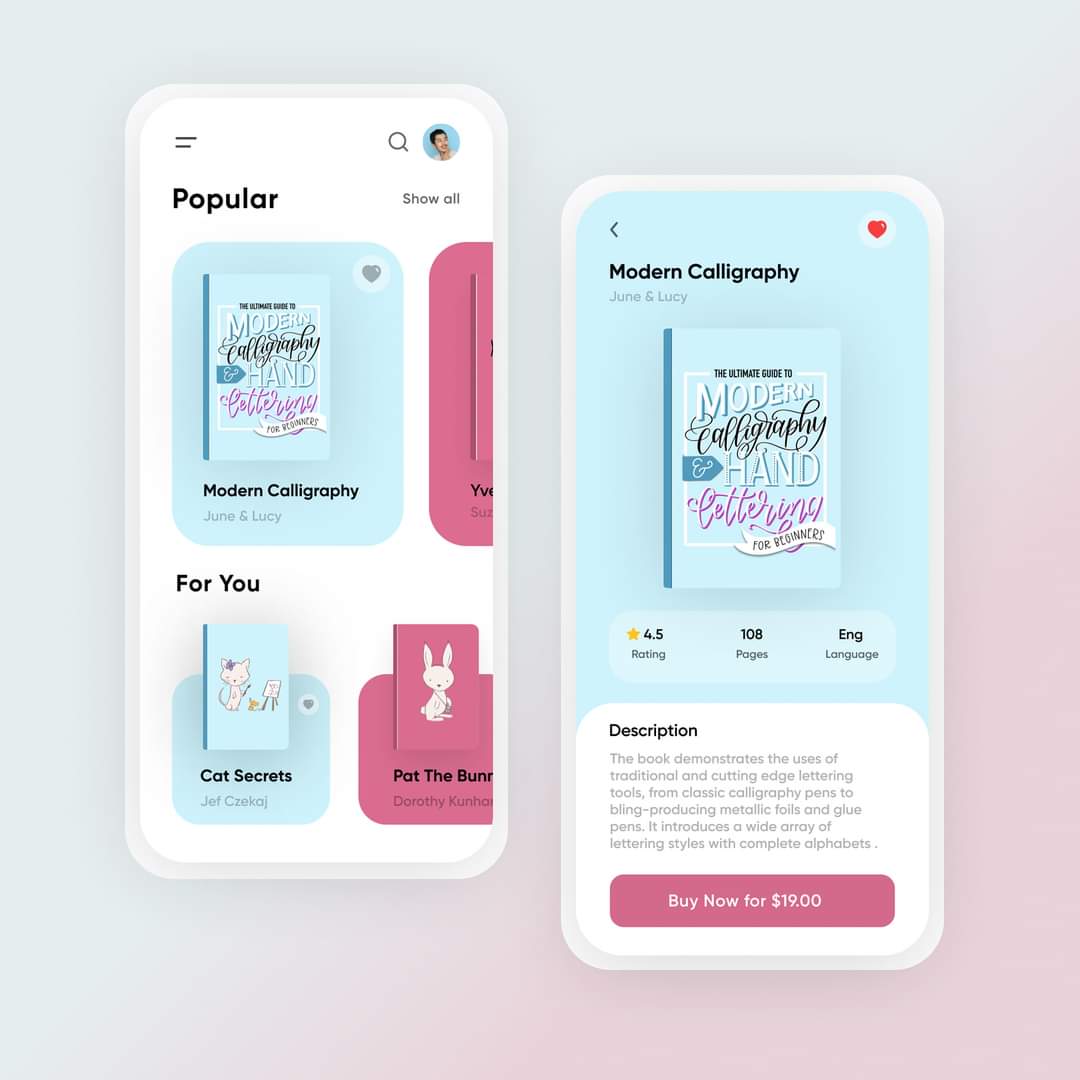 Popular
Show all
THE ULTIMATE GUIDE TO
MODERN
Calligraphy
& HAND
Lettering
FOR BEGINNERS
Modern Calligraphy
June & Lucy
Yve
Suz
For You
Cat Secrets
Jef Czekaj
Pat The Bunn
Dorothy Kunhar
Modern Calligraphy
June & Lucy
THE ULTIMATE GUIDE TO
MODERN
Calligraphy
& HAND
Lettering
FOR BEGINNERS
4.5
108
Eng
Rating
Pages
Language
Description
The book demonstrates the uses of
traditional and cutting edge lettering
tools, from classic calligraphy pens to
bling-producing metallic foils and glue
pens. It introduces a wide array of
lettering styles with complete alphabets .
Buy Now for $19.00